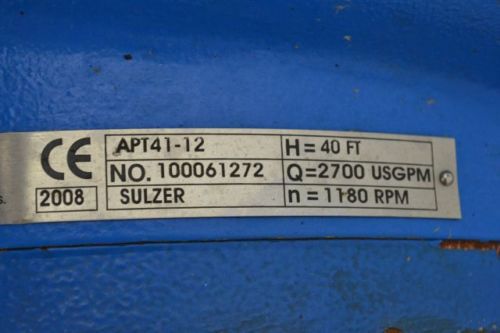 CE APT41-12 H = 40 FT
NO. 100061272 Q=2700 USGPM
s. 2008 SULZER n = 1180 RPM